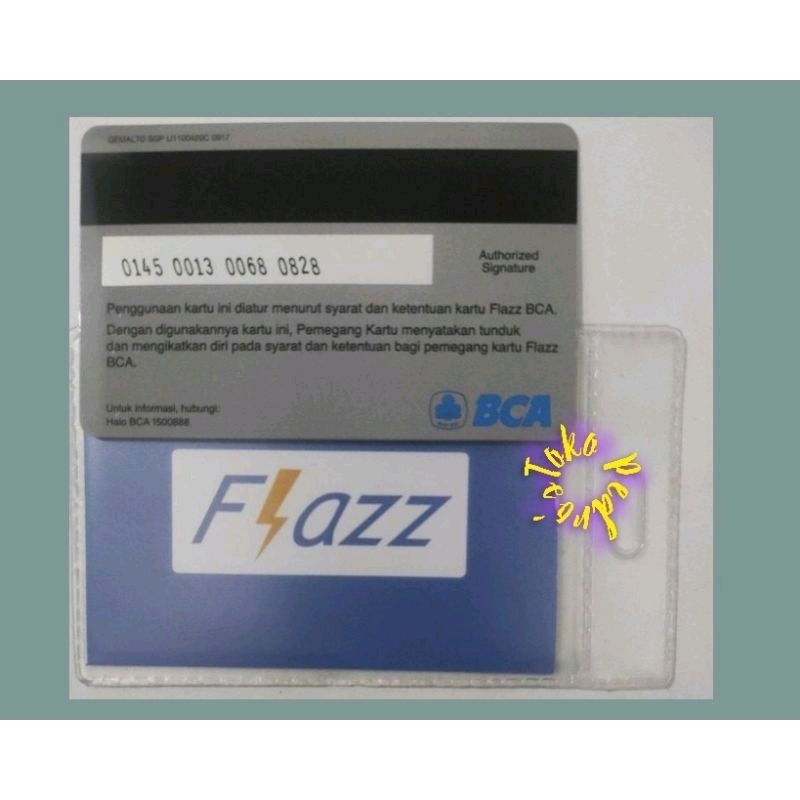 GEMALTO SGP U1100400C 0917
0145 0013 0068 0828
Authorized
Signature
Penggunaan kartu ini diatur menurut syarat dan ketentuan kartu Flazz BCA.
Dengan digunakannya kartu ini, Pemegang Kartu menyatakan tunduk
dan mengikatkan diri pada syarat dan ketentuan bagi pemegang kartu Flazz
BCA.
Untuk informasi, hubungi:
Halo BCA 1500888
BCA
Flazz